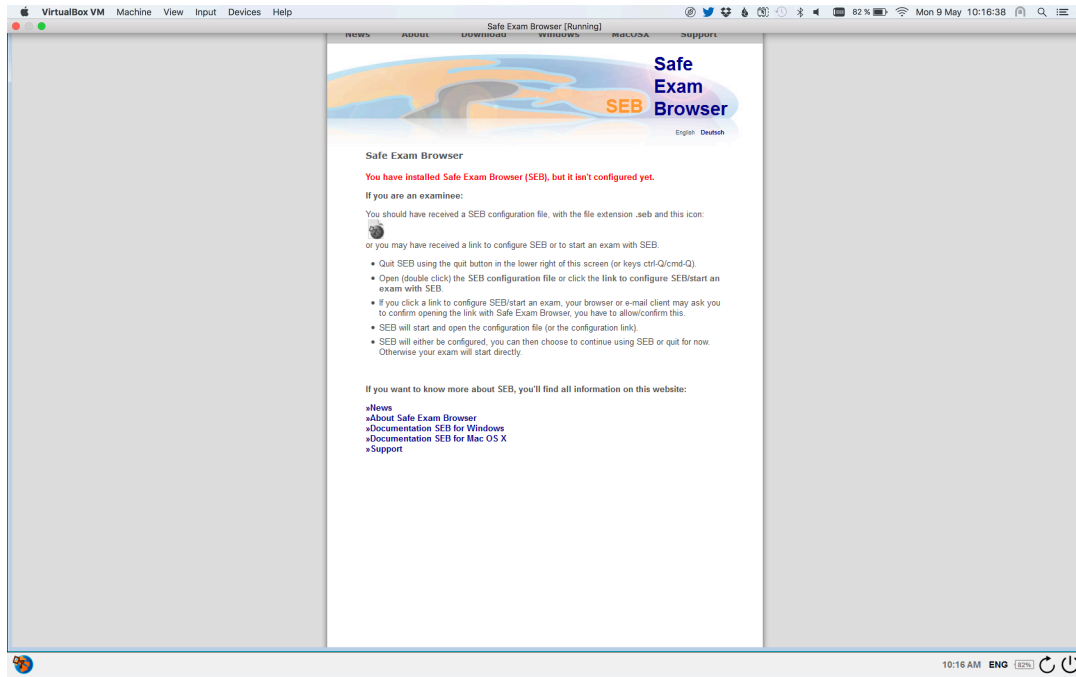 VirtualBox VM Machine View Input Devices Help 82% Mon 9 May 10:16:38
Safe Exam Browser [Running]
News About Download Windows MacOSX Support
Safe
Exam
SEB Browser
English Deutsch
Safe Exam Browser
You have installed Safe Exam Browser (SEB), but it isn't configured yet.
If you are an examinee:
You should have received a SEB configuration file, with the file extension .seb and this icon:
or you may have received a link to configure SEB or to start an exam with SEB.
• Quit SEB using the quit button in the lower right of this screen (or keys ctrl-Q/cmd-Q).
• Open (double click) the SEB configuration file or click the link to configure SEB/start an
exam with SEB.
• If you click a link to configure SEB/start an exam, your browser or e-mail client may ask you
to confirm opening the link with Safe Exam Browser, you have to allow/confirm this.
• SEB will start and open the configuration file (or the configuration link).
• SEB will either be configured, you can then choose to continue using SEB or quit for now.
Otherwise your exam will start directly.
If you want to know more about SEB, you'll find all information on this website:
»News
»About Safe Exam Browser
»Documentation SEB for Windows
»Documentation SEB for Mac OS X
»Support
10:16 AM ENG 82%